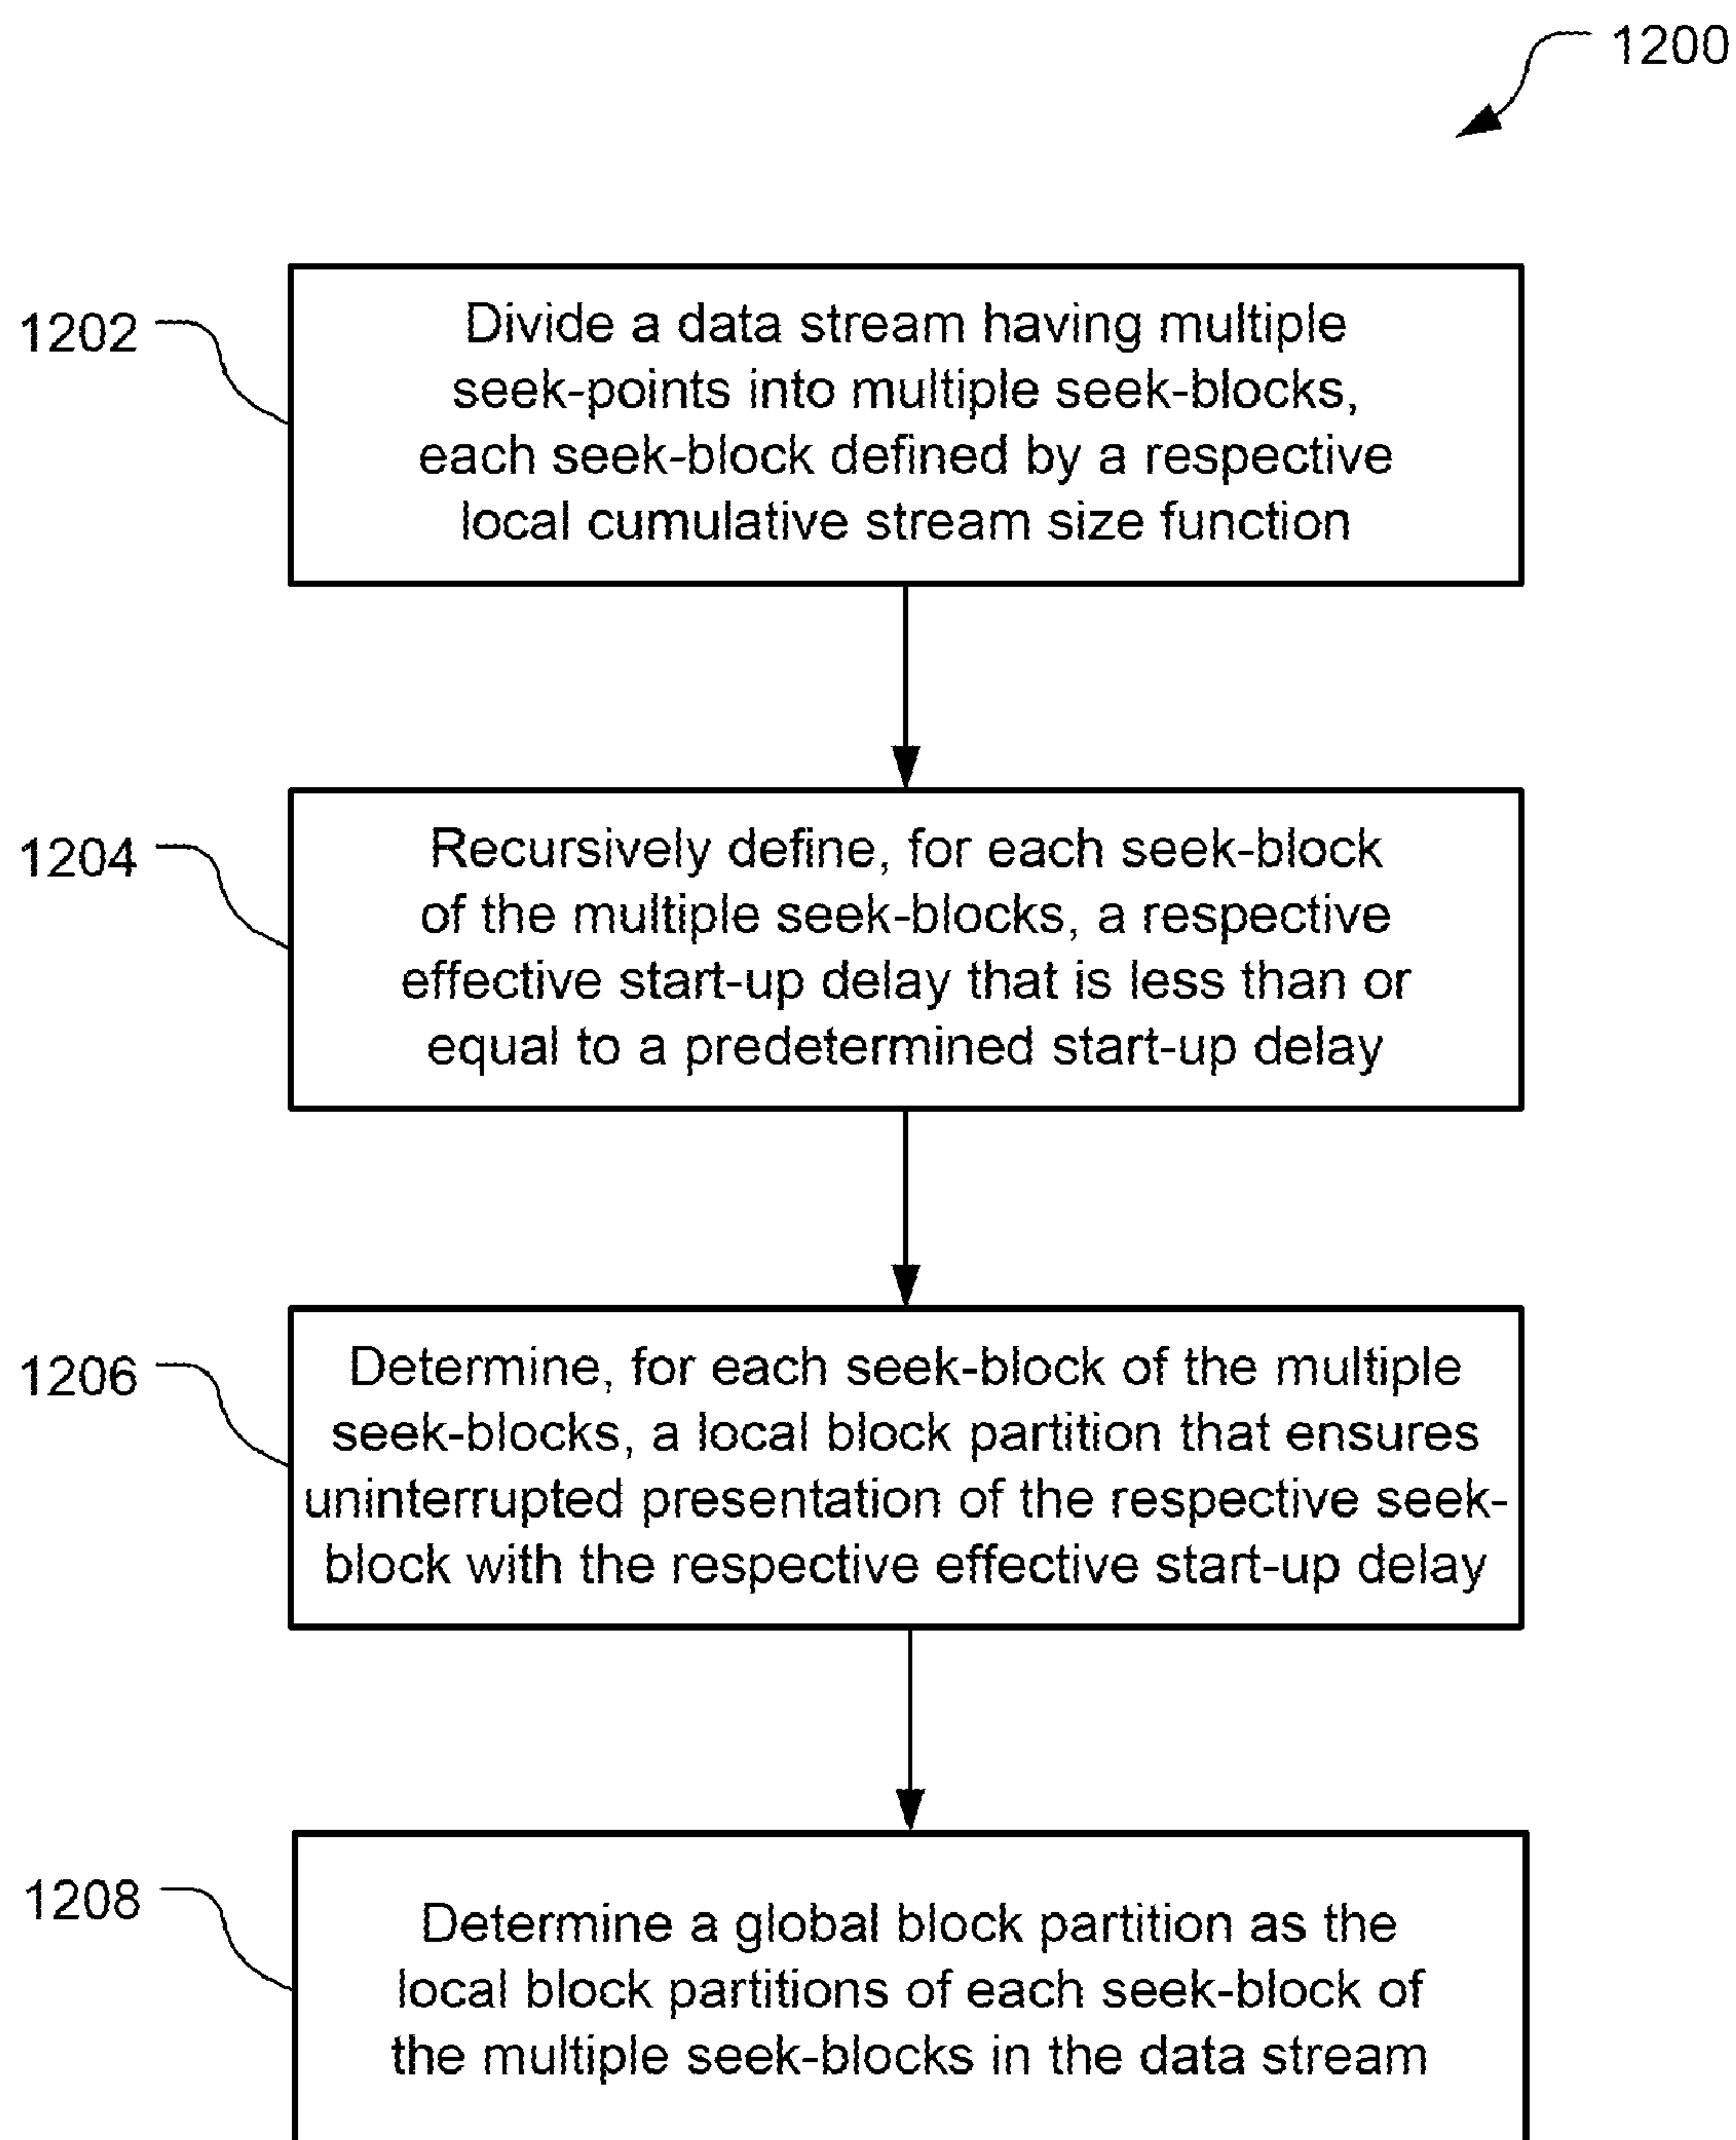 1200
1202
Divide a data stream having multiple
seek-points into multiple seek-blocks,
each seek-block defined by a respective
local cumulative stream size function
1204
Recursively define, for each seek-block
of the multiple seek-blocks, a respective
effective start-up delay that is less than or
equal to a predetermined start-up delay
1206
Determine, for each seek-block of the multiple
seek-blocks, a local block partition that ensures
uninterrupted presentation of the respective seek-
block with the respective effective start-up delay
1208
Determine a global block partition as the
local block partitions of each seek-block of
the multiple seek-blocks in the data stream